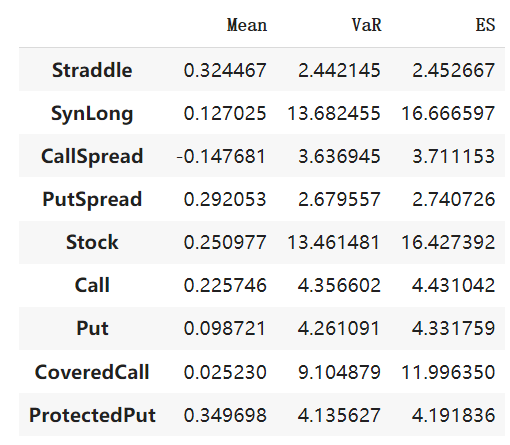 Mean VaR ES
Straddle 0.324467 2.442145 2.452667
SynLong 0.127025 13.682455 16.666597
CallSpread -0.147681 3.636945 3.711153
PutSpread 0.292053 2.679557 2.740726
Stock 0.250977 13.461481 16.427392
Call 0.225746 4.356602 4.431042
Put 0.098721 4.261091 4.331759
CoveredCall 0.025230 9.104879 11.996350
ProtectedPut 0.349698 4.135627 4.191836